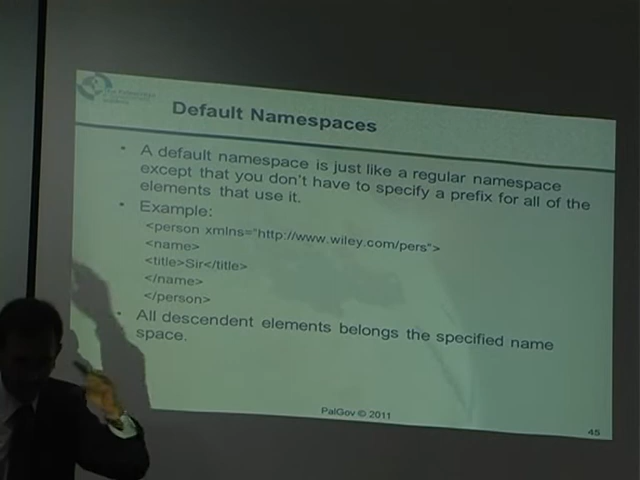 Default Namespaces
• A default namespace is just like a regular namespace
except that you don't have to specify a prefix for all of the
elements that use it.
• Example:
<person xmlns="http://www.wiley.com/pers">
<name>
<title>Sir</title>
</name>
</person>
• All descendent elements belongs the specified name
space.
PalGov © 2011
45